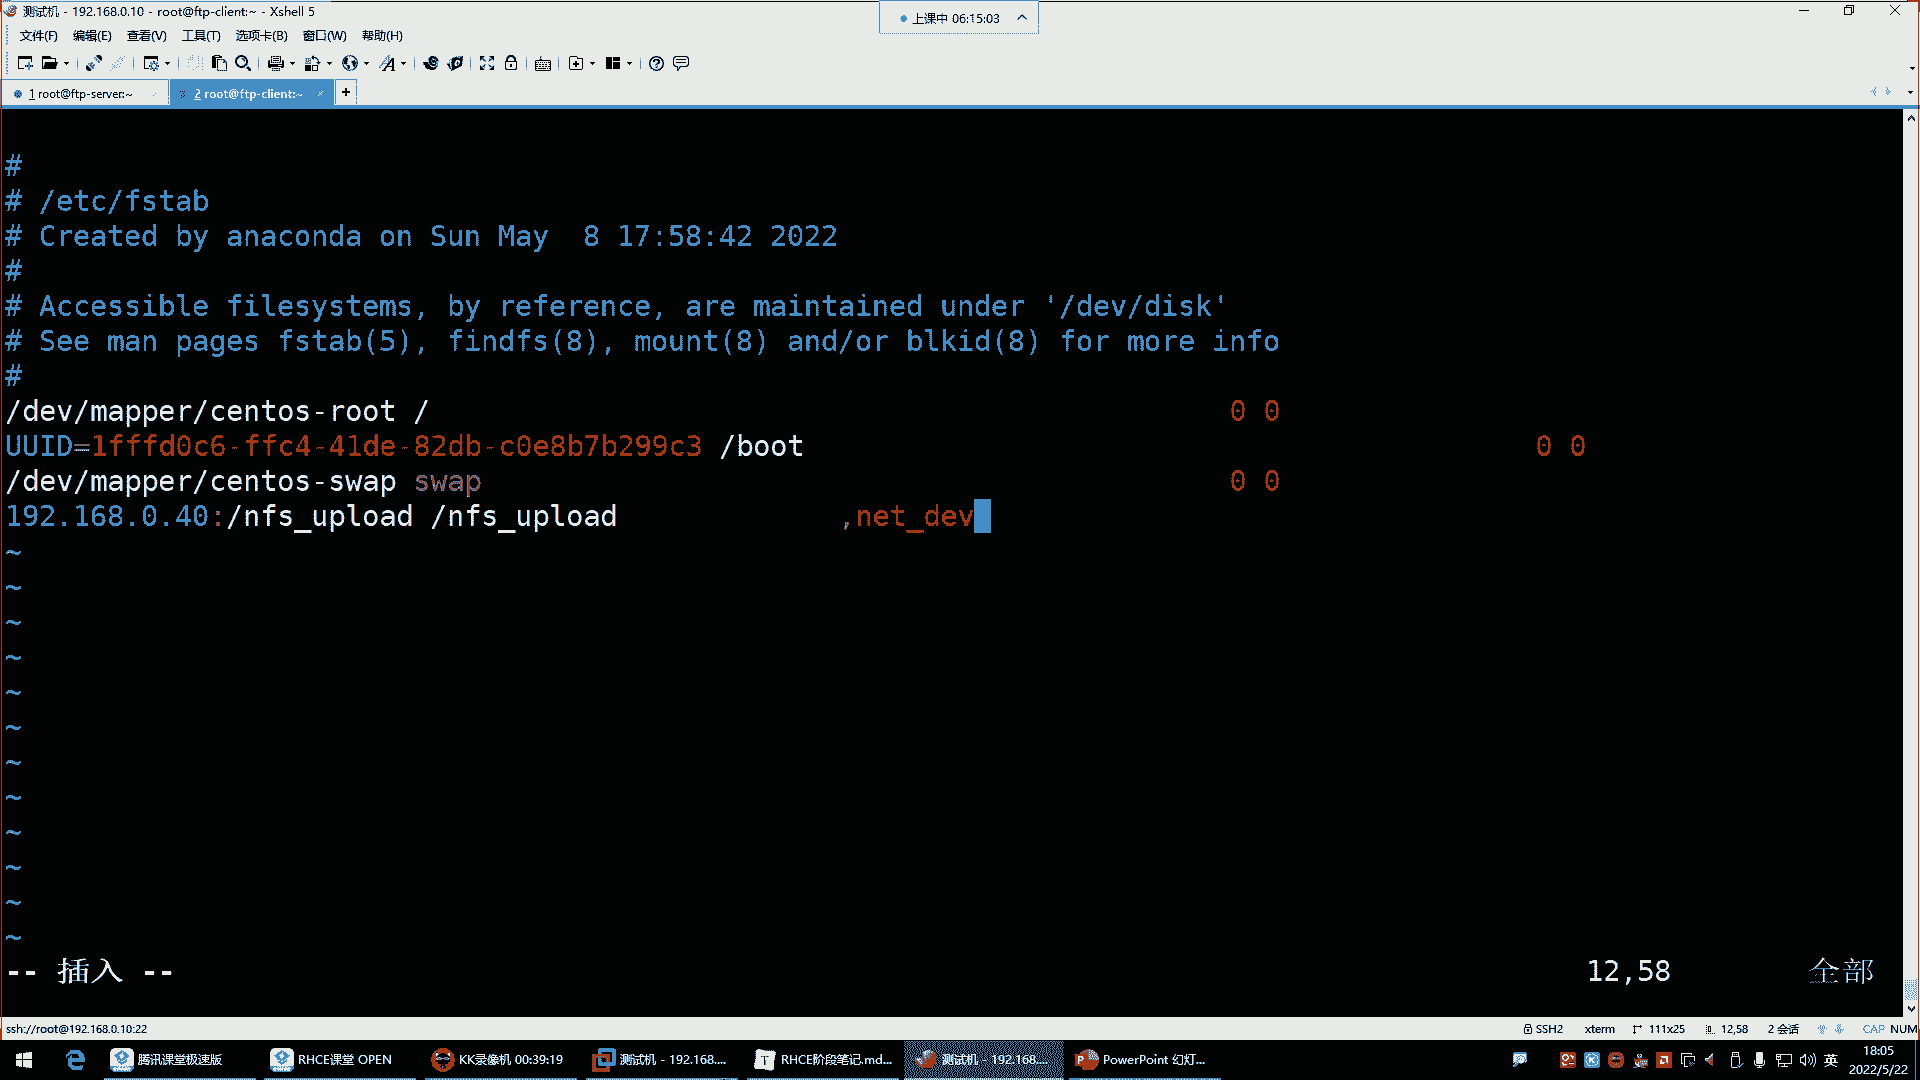 测试机 - 192.168.0.10 - root@ftp-client:~ - Xshell 5
上课中 06:15:03
文件(F) 编辑(E) 查看(V) 工具(T) 选项卡(B) 窗口(W) 帮助(H)
1 root@ftp-server:~
2 root@ftp-client:~
#
# /etc/fstab
# Created by anaconda on Sun May  8 17:58:42 2022
#
# Accessible filesystems, by reference, are maintained under '/dev/disk'
# See man pages fstab(5), findfs(8), mount(8) and/or blkid(8) for more info
#
/dev/mapper/centos-root / 0 0
UUID=1fffd0c6-ffc4-41de-82db-c0e8b7b299c3 /boot 0 0
/dev/mapper/centos-swap swap 0 0
192.168.0.40:/nfs_upload /nfs_upload ,net_dev
~
~
~
~
~
~
~
~
~
~
~
~
-- 插入 -- 12,58 全部
ssh://root@192.168.0.10:22 SSH2 xterm 111x25 12,58 2 会话 CAP NUM
腾讯课堂极速版 RHCE课堂 OPEN KK录像机 00:39:19 测试机 - 192.168.... RHCE阶段笔记.md... 测试机 - 192.168.... PowerPoint 幻灯... 英 18:05
2022/5/22